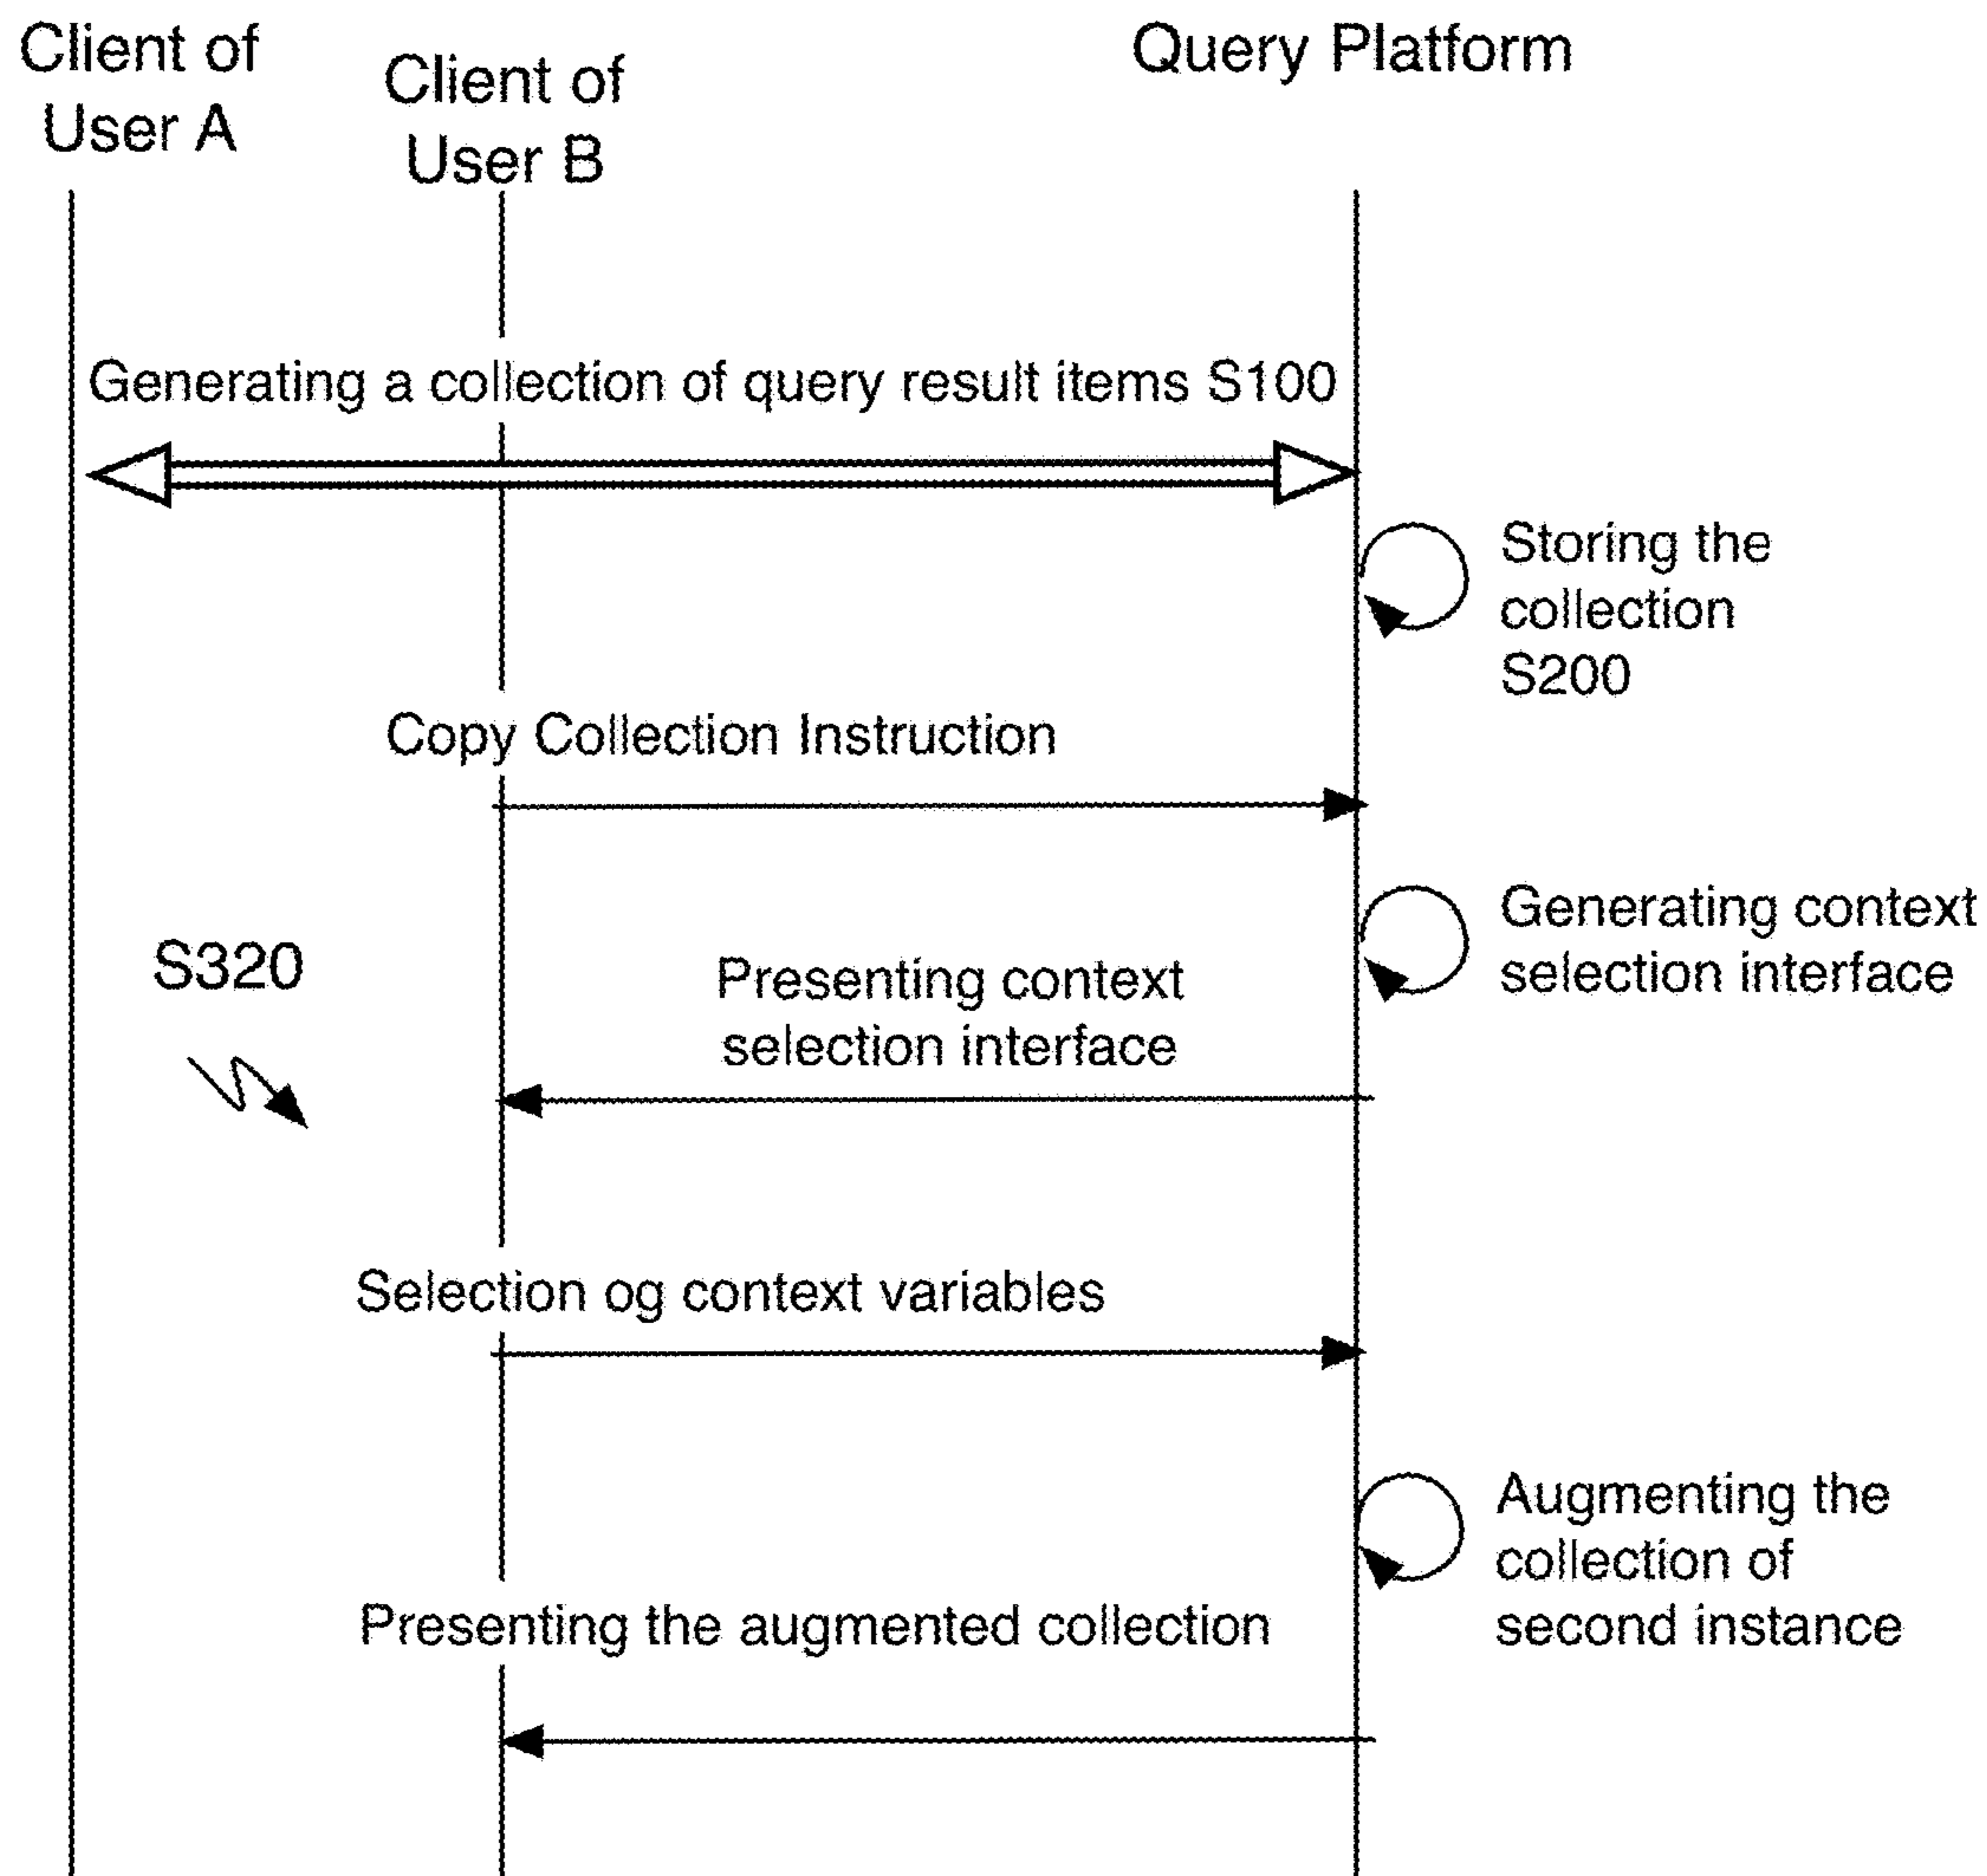 Client of
User A
Client of
User B
Query Platform
Generating a collection of query result items S100
Storing the
collection
S200
Copy Collection Instruction
Generating context
selection interface
S320
Presenting context
selection interface
Selection og context variables
Augmenting the
collection of
second instance
Presenting the augmented collection